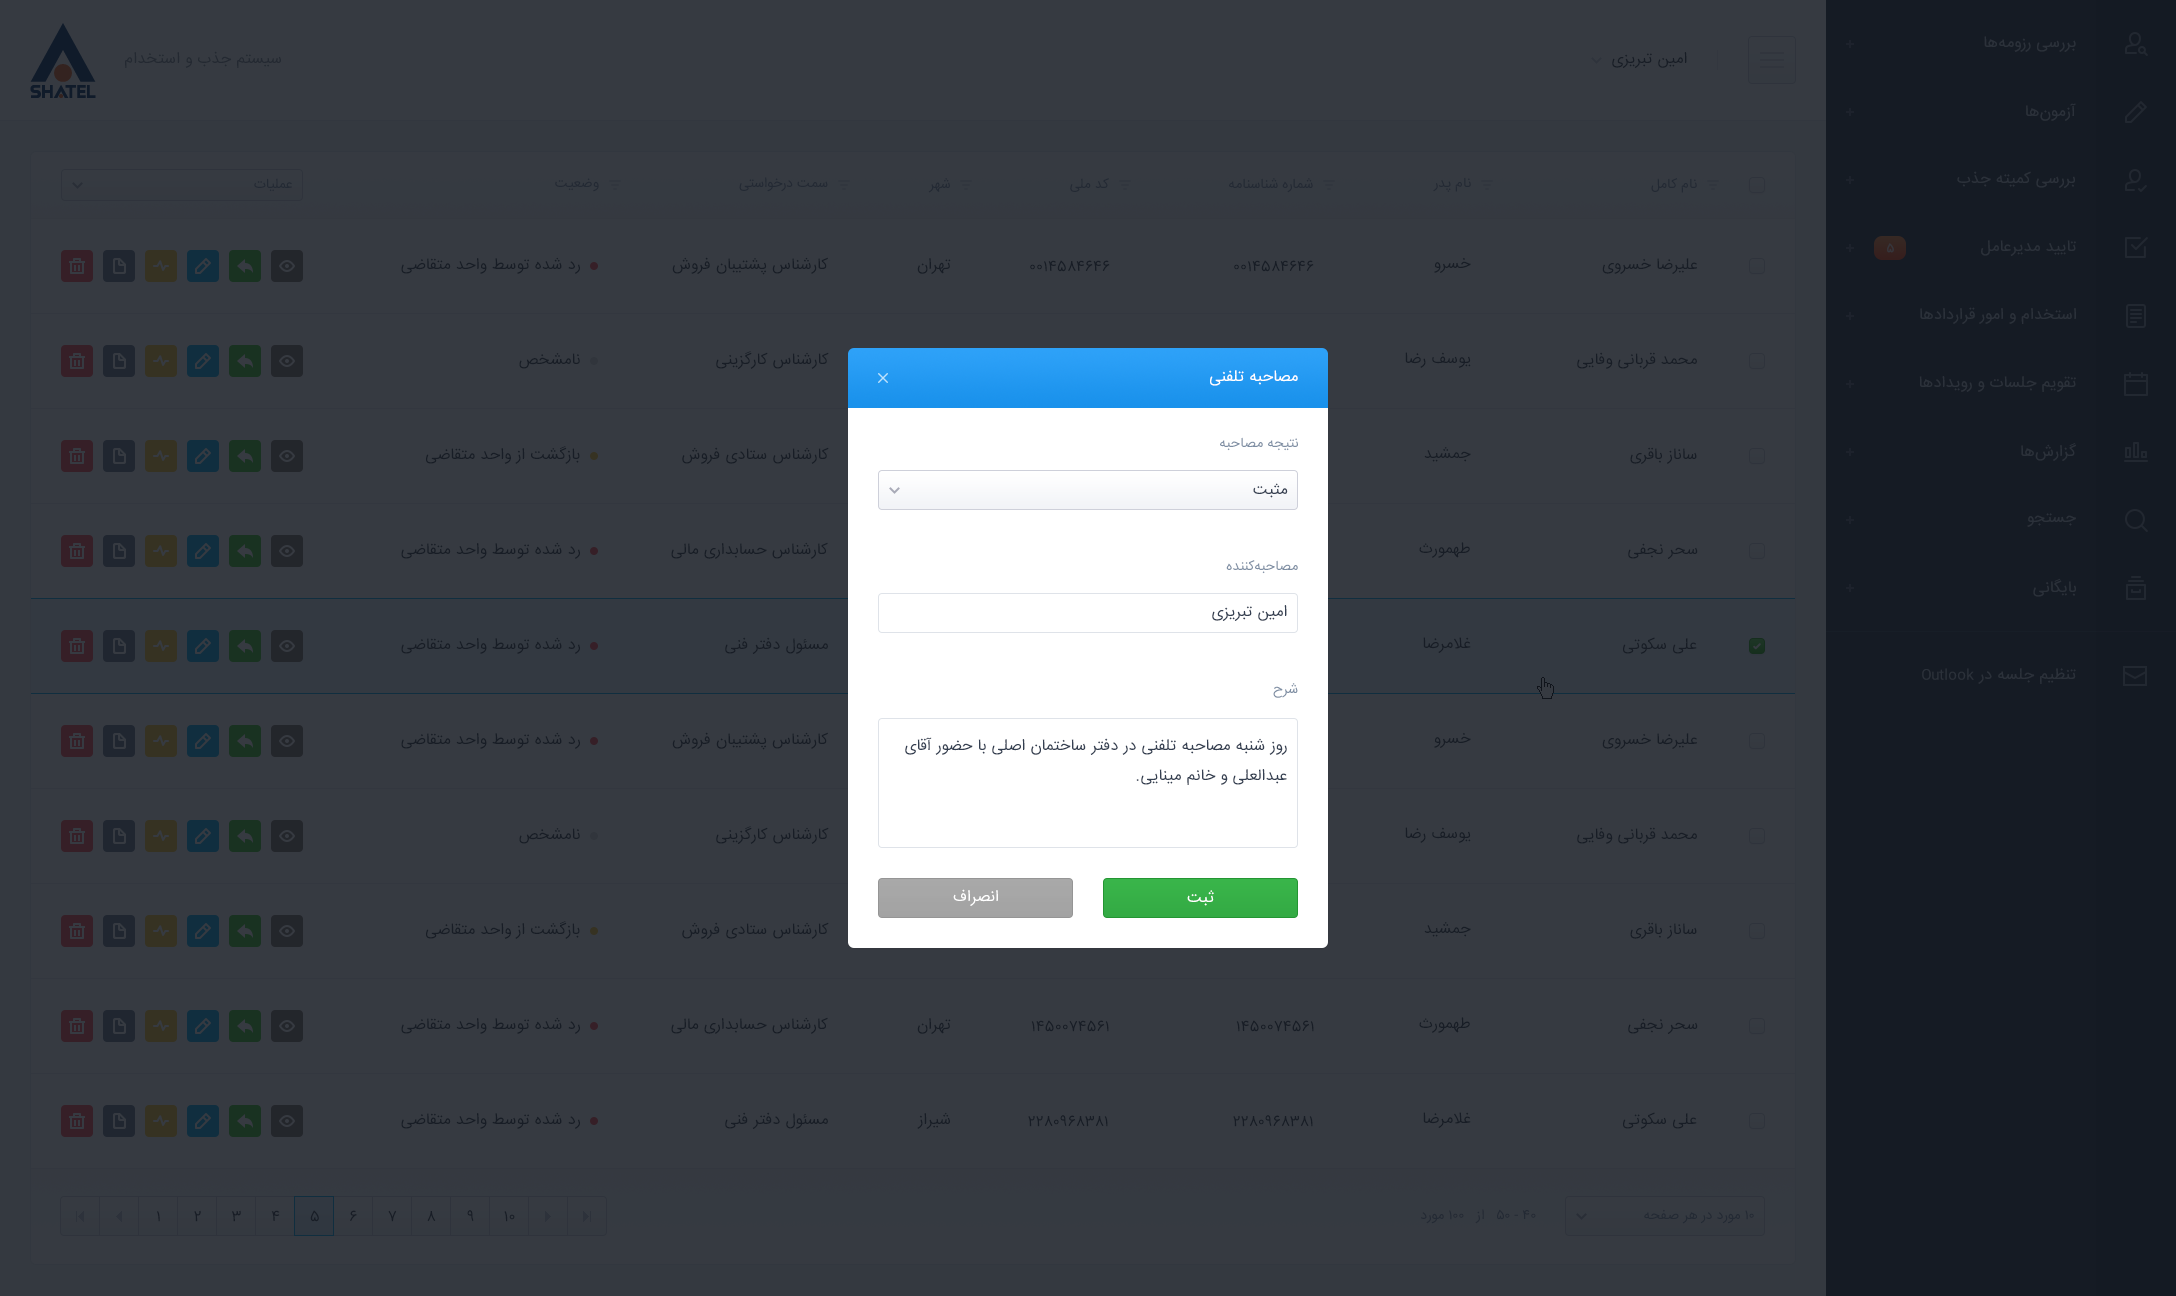 بررسی رزومه‌ها
آزمون‌ها
بررسی کمیته جذب
تایید مدیرعامل ۵
استخدام و امور قراردادها
تقویم جلسات و رویدادها
گزارش‌ها
جستجو
بایگانی
تنظیم جلسه در Outlook
امین تبریزی
سیستم جذب و استخدام
SHATEL
نام کامل نام پدر شماره شناسنامه کد ملی شهر سمت درخواستی وضعیت عملیات
علیرضا خسروی خسرو ۰۰۱۴۵۸۴۶۴۶ ۰۰۱۴۵۸۴۶۴۶ تهران کارشناس پشتیبان فروش رد شده توسط واحد متقاضی
محمد قربانی وفایی یوسف رضا کارشناس کارگزینی نامشخص
ساناز باقری جمشید کارشناس ستادی فروش بازگشت از واحد متقاضی
سحر نجفی طهمورث کارشناس حسابداری مالی رد شده توسط واحد متقاضی
علی سکوتی غلامرضا مسئول دفتر فنی رد شده توسط واحد متقاضی
علیرضا خسروی خسرو کارشناس پشتیبان فروش رد شده توسط واحد متقاضی
محمد قربانی وفایی یوسف رضا کارشناس کارگزینی نامشخص
ساناز باقری جمشید کارشناس ستادی فروش بازگشت از واحد متقاضی
سحر نجفی طهمورث ۱۴۵۰۰۷۴۵۶۱ ۱۴۵۰۰۷۴۵۶۱ تهران کارشناس حسابداری مالی رد شده توسط واحد متقاضی
علی سکوتی غلامرضا ۲۲۸۰۹۶۸۳۸۱ ۲۲۸۰۹۶۸۳۸۱ شیراز مسئول دفتر فنی رد شده توسط واحد متقاضی
۱۰ مورد در هر صفحه
۴۰ - ۵۰ از ۱۰۰ مورد
۱ ۲ ۳ ۴ ۵ ۶ ۷ ۸ ۹ ۱۰
مصاحبه تلفنی
نتیجه مصاحبه
مثبت
مصاحبه‌کننده
امین تبریزی
شرح
روز شنبه مصاحبه تلفنی در دفتر ساختمان اصلی با حضور آقای
عبدالعلی و خانم مینایی.
ثبت
انصراف